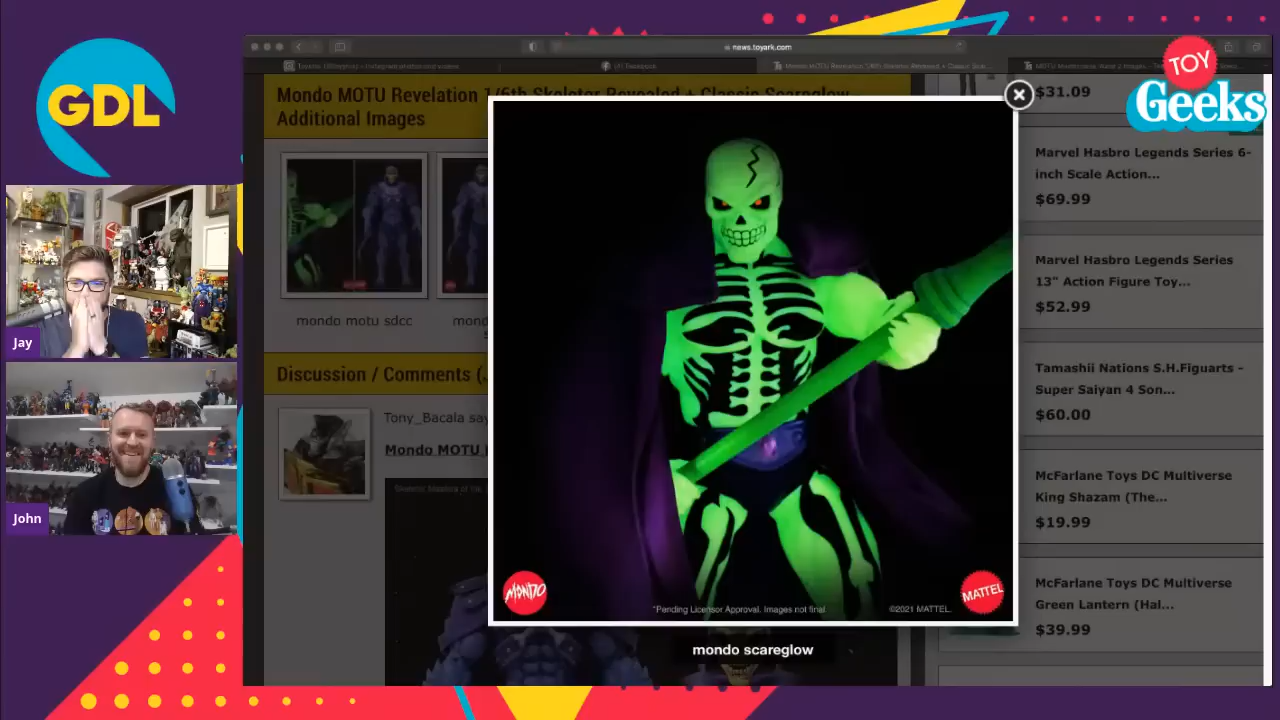 GDL
TOY
Geeks
news.toyark.com
Mondo MOTU Revelation 1/6th Skeletor Revealed + Classic Scareglow
Additional Images
mondo motu sdcc
Discussion / Comments
Tony_Bacala
Mondo MOTU
Jay
John
MONDO
*Pending Licensor Approval. Images not final
©2021 MATTEL.
MATTEL
mondo scareglow
$31.09
Marvel Hasbro Legends Series 6-
inch Scale Action...
$69.99
Marvel Hasbro Legends Series
13" Action Figure Toy...
$52.99
Tamashii Nations S.H.Figuarts -
Super Saiyan 4 Son...
$60.00
McFarlane Toys DC Multiverse
King Shazam (The...
$19.99
McFarlane Toys DC Multiverse
Green Lantern (Hal...
$39.99